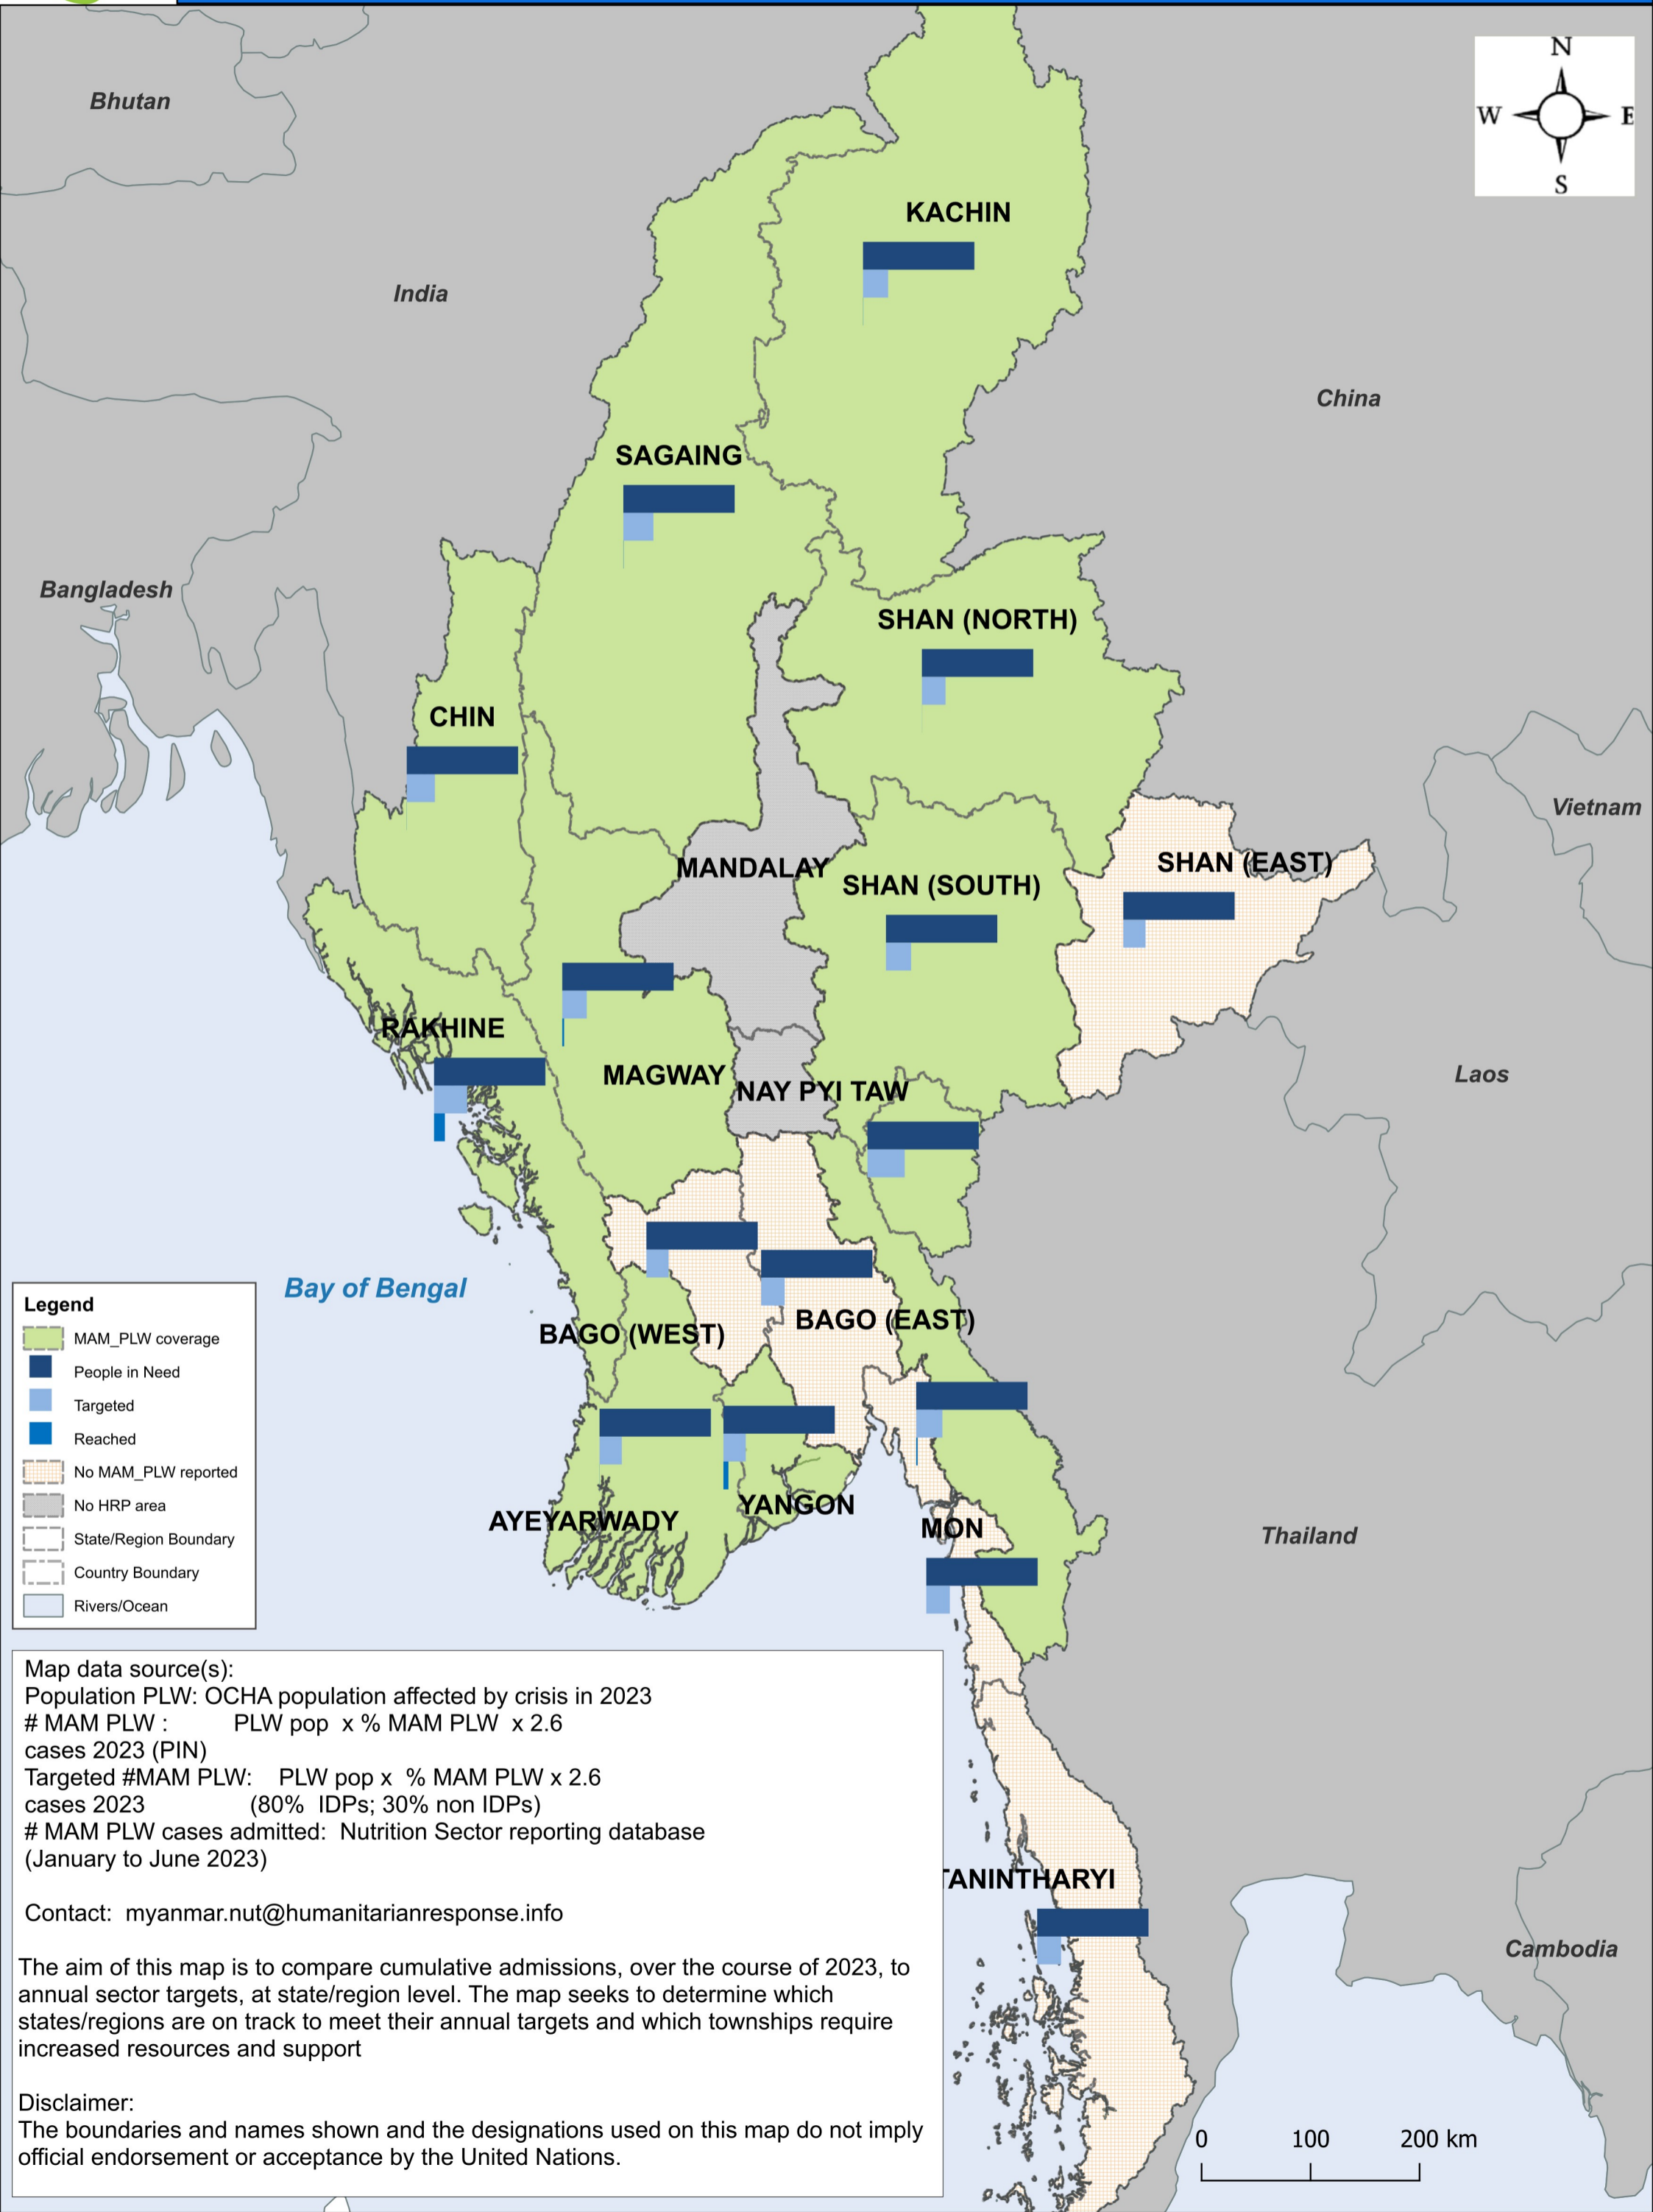 N
W E
S
Bhutan
KACHIN
India
China
SAGAING
Bangladesh
SHAN (NORTH)
CHIN
Vietnam
MANDALAY
SHAN (EAST)
SHAN (SOUTH)
RAKHINE
MAGWAY
NAY PYI TAW
Laos
Bay of Bengal
BAGO (EAST)
BAGO (WEST)
YANGON
AYEYARWADY
MON
Thailand
TANINTHARYI
Cambodia
Legend
MAM_PLW coverage
People in Need
Targeted
Reached
No MAM_PLW reported
No HRP area
State/Region Boundary
Country Boundary
Rivers/Ocean
Map data source(s):
Population PLW: OCHA population affected by crisis in 2023
# MAM PLW : PLW pop x % MAM PLW x 2.6
cases 2023 (PIN)
Targeted #MAM PLW: PLW pop x % MAM PLW x 2.6
cases 2023 (80% IDPs; 30% non IDPs)
# MAM PLW cases admitted: Nutrition Sector reporting database
(January to June 2023)
Contact: myanmar.nut@humanitarianresponse.info
The aim of this map is to compare cumulative admissions, over the course of 2023, to
annual sector targets, at state/region level. The map seeks to determine which
states/regions are on track to meet their annual targets and which townships require
increased resources and support
Disclaimer:
The boundaries and names shown and the designations used on this map do not imply
official endorsement or acceptance by the United Nations.
0 100 200 km